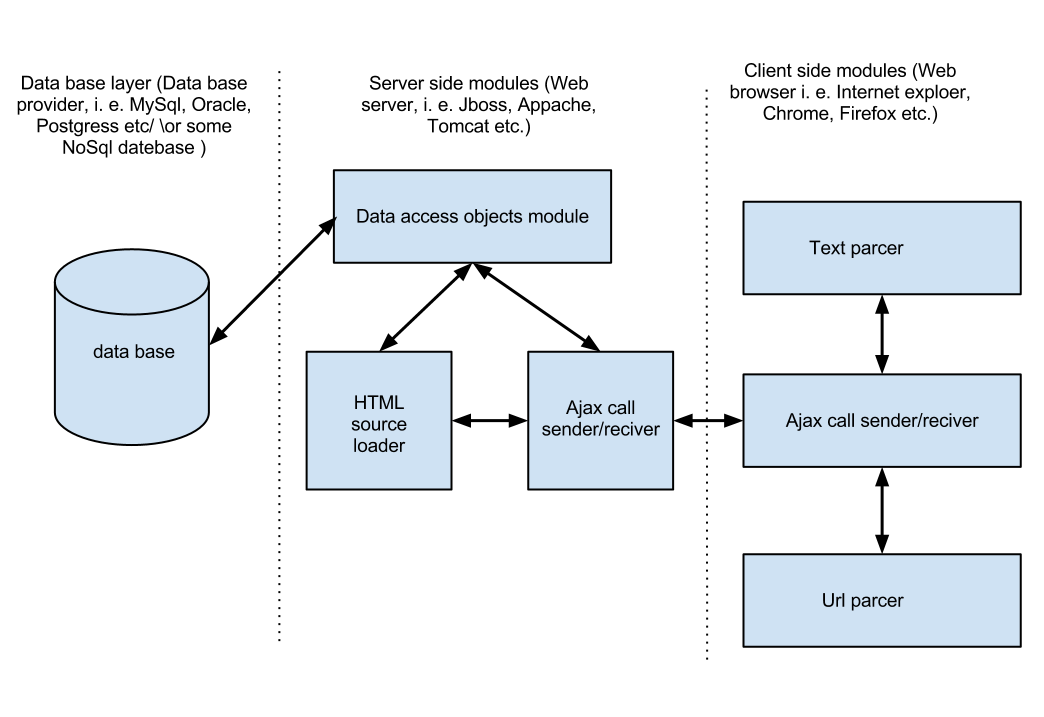 Data base layer (Data base
provider, i. e. MySql, Oracle,
Postgress etc/ \or some
NoSql datebase )
Server side modules (Web
server, i. e. Jboss, Appache,
Tomcat etc.)
Client side modules (Web
browser i. e. Internet exploer,
Chrome, Firefox etc.)
data base
Data access objects module
HTML
source
loader
Ajax call
sender/reciver
Text parcer
Ajax call sender/reciver
Url parcer